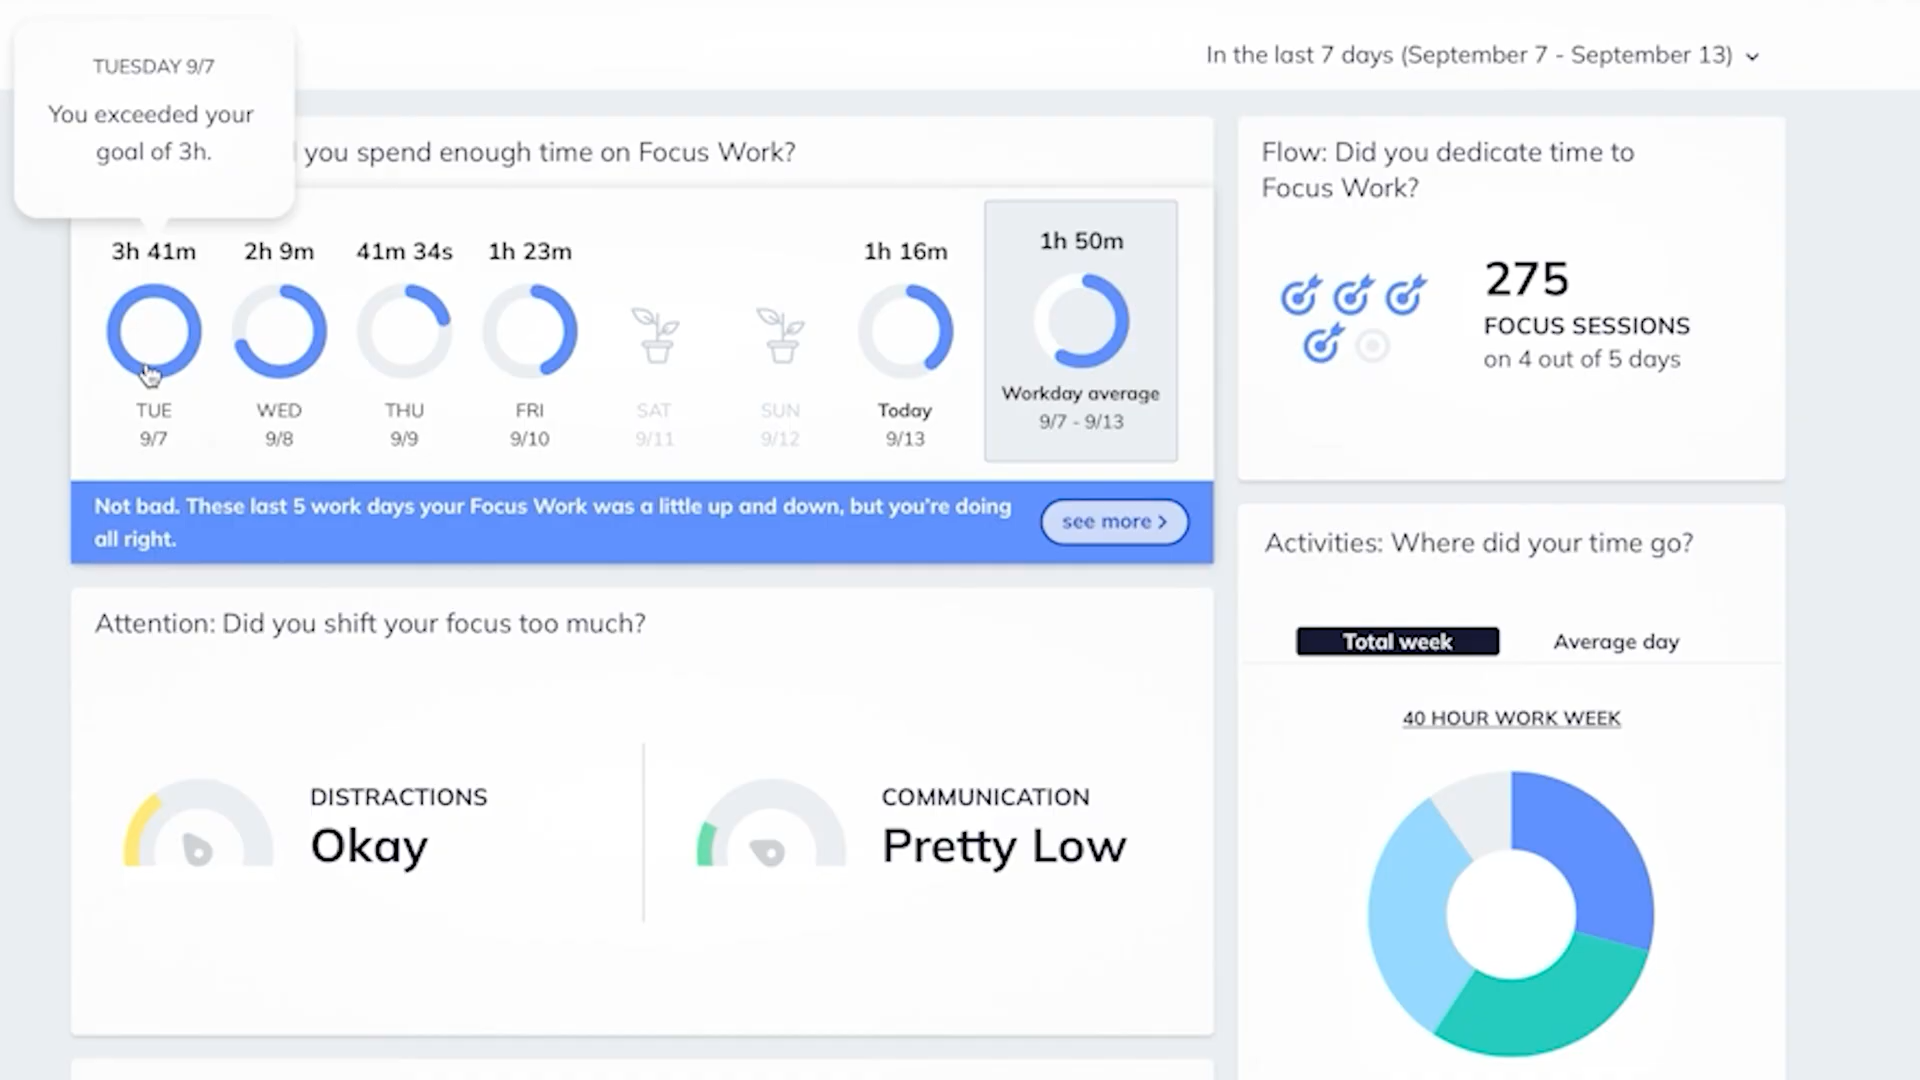 TUESDAY 9/7
You exceeded your
goal of 3h.
In the last 7 days (September 7 - September 13)
you spend enough time on Focus Work?
3h 41m
2h 9m
41m 34s
1h 23m
1h 16m
1h 50m
TUE
9/7
WED
9/8
THU
9/9
FRI
9/10
SAT
9/11
SUN
9/12
Today
9/13
Workday average
9/7 - 9/13
Not bad. These last 5 work days your Focus Work was a little up and down, but you're doing
all right.
see more >
Flow: Did you dedicate time to
Focus Work?
275
FOCUS SESSIONS
on 4 out of 5 days
Attention: Did you shift your focus too much?
DISTRACTIONS
Okay
COMMUNICATION
Pretty Low
Activities: Where did your time go?
Total week
Average day
40 HOUR WORK WEEK